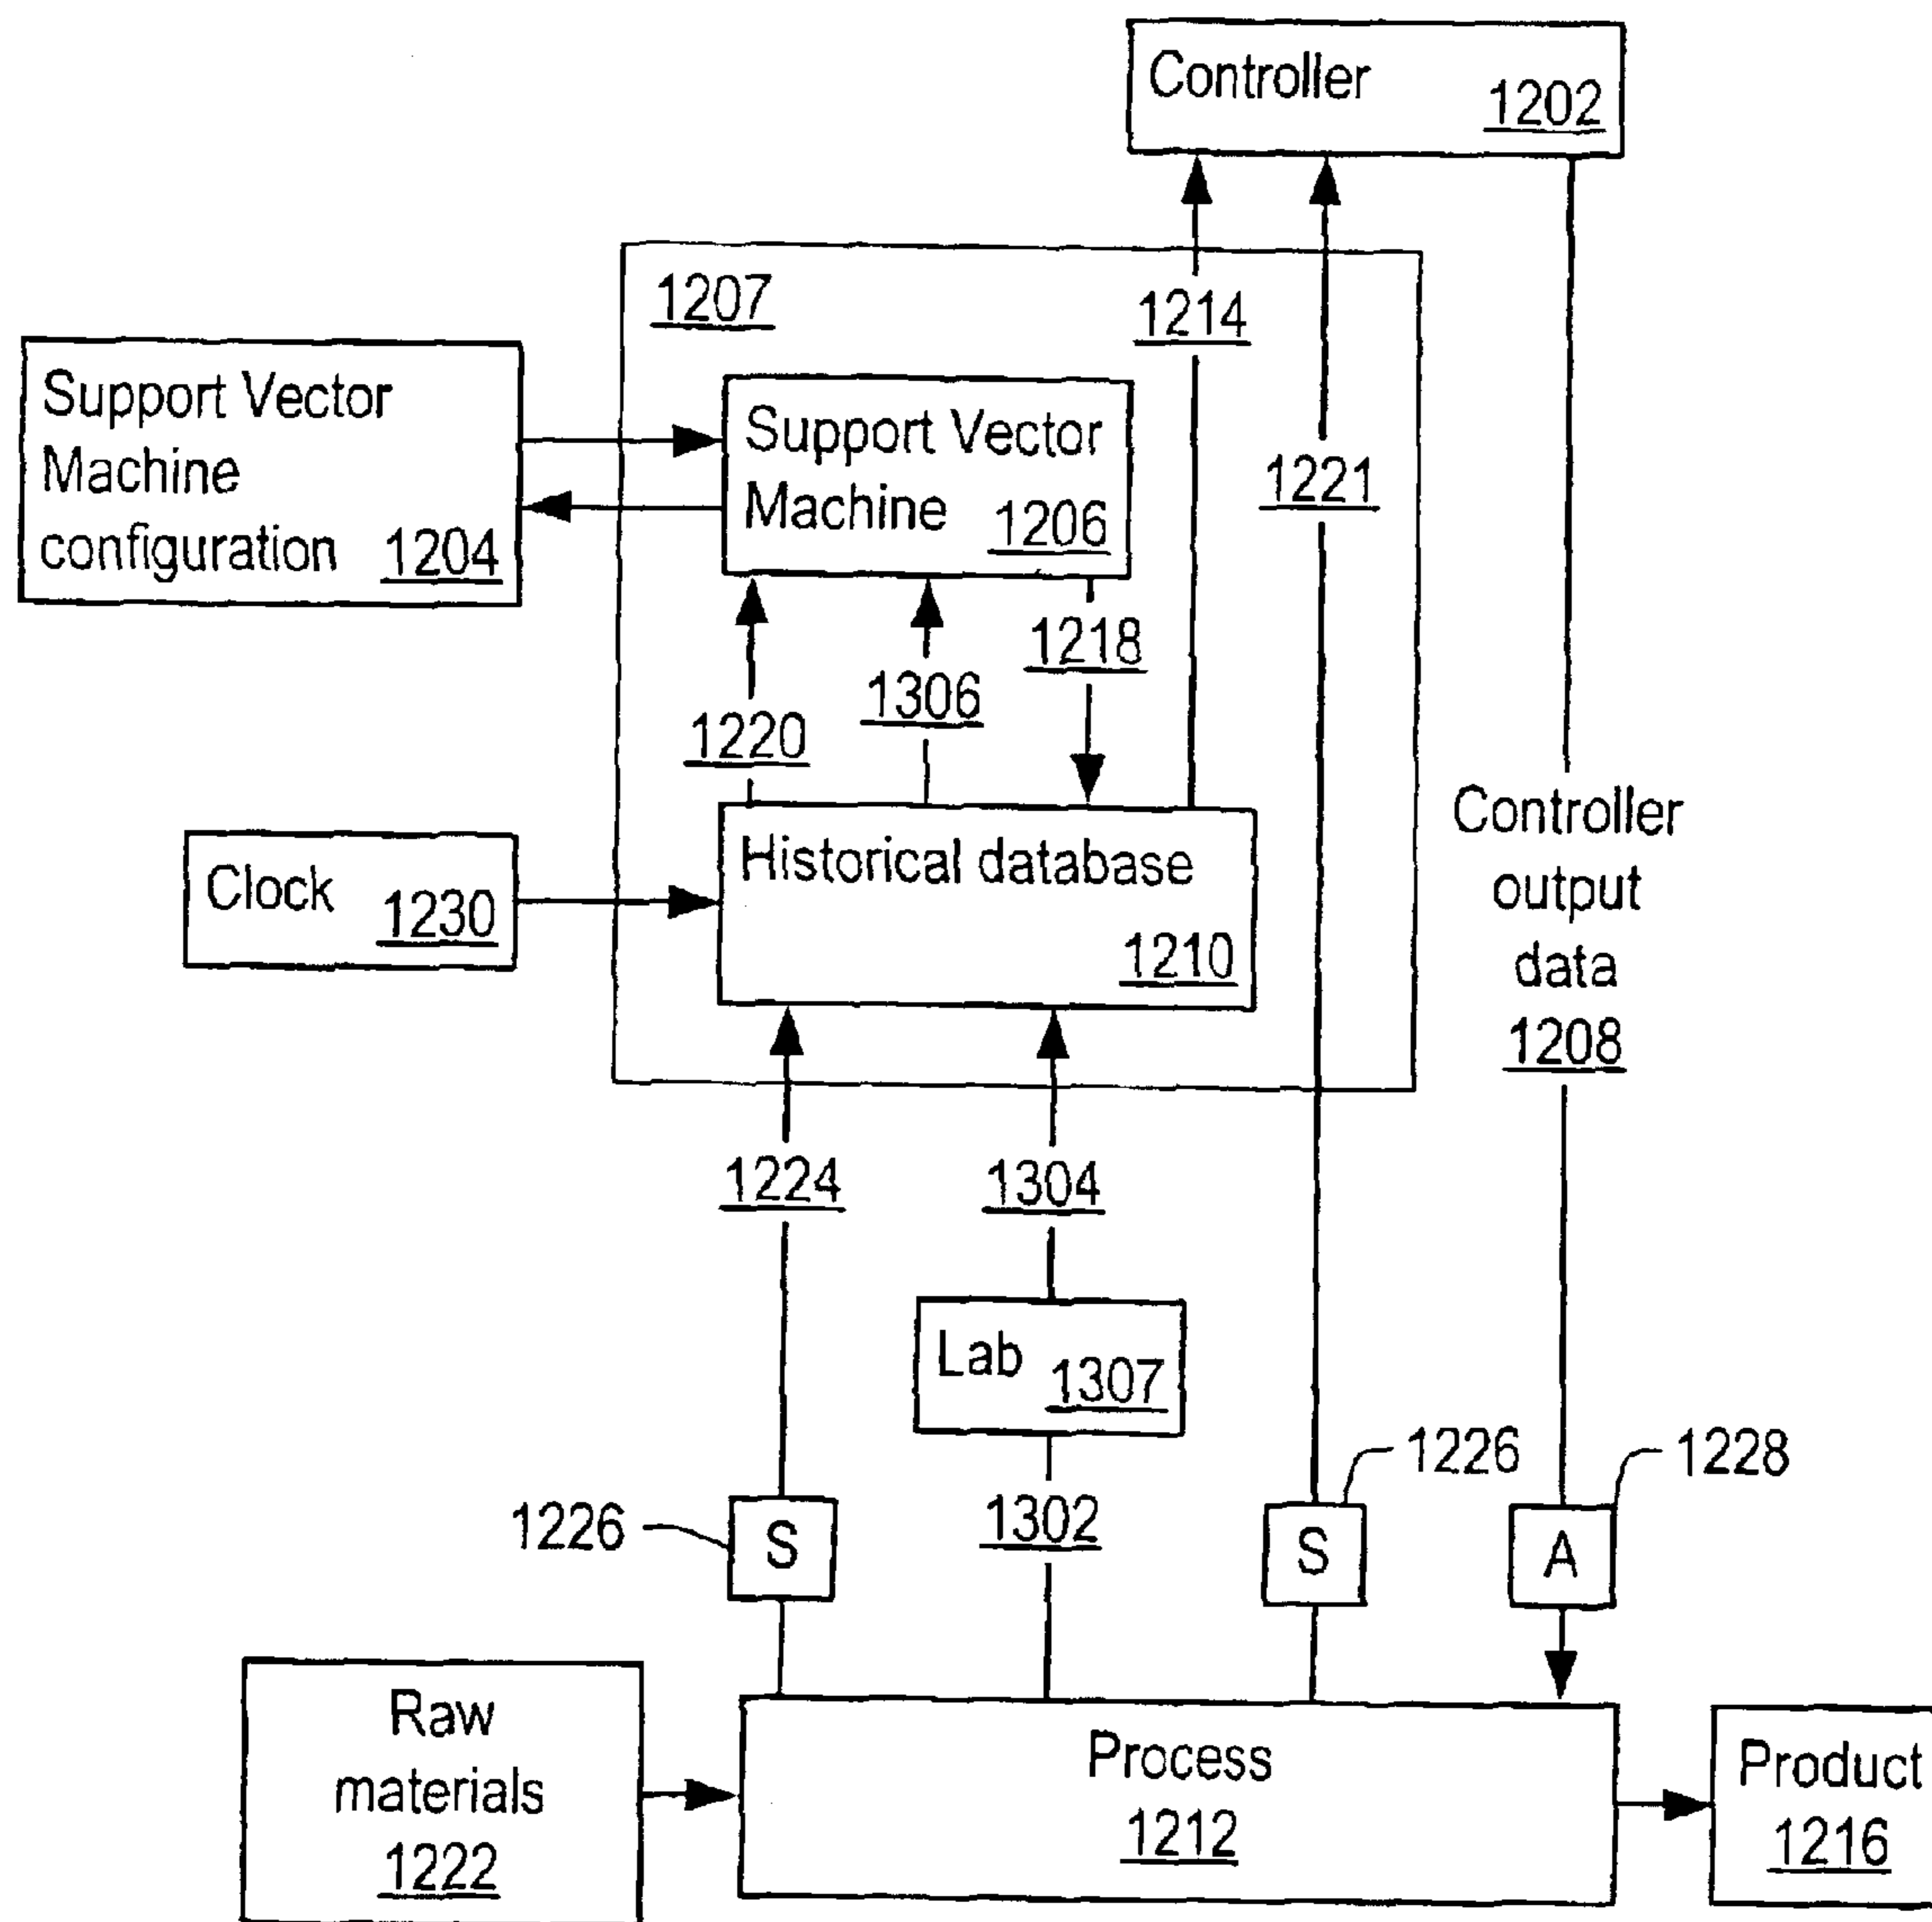 Controller
1202
1207
1214
Support Vector
Machine
configuration 1204
Support Vector
Machine 1206
1221
1218
1306
1220
Controller
output
data
1208
Clock 1230
Historical database
1210
1224
1304
Lab 1307
1226
S
1302
S
1226
A
1228
Raw
materials
1222
Process
1212
Product
1216